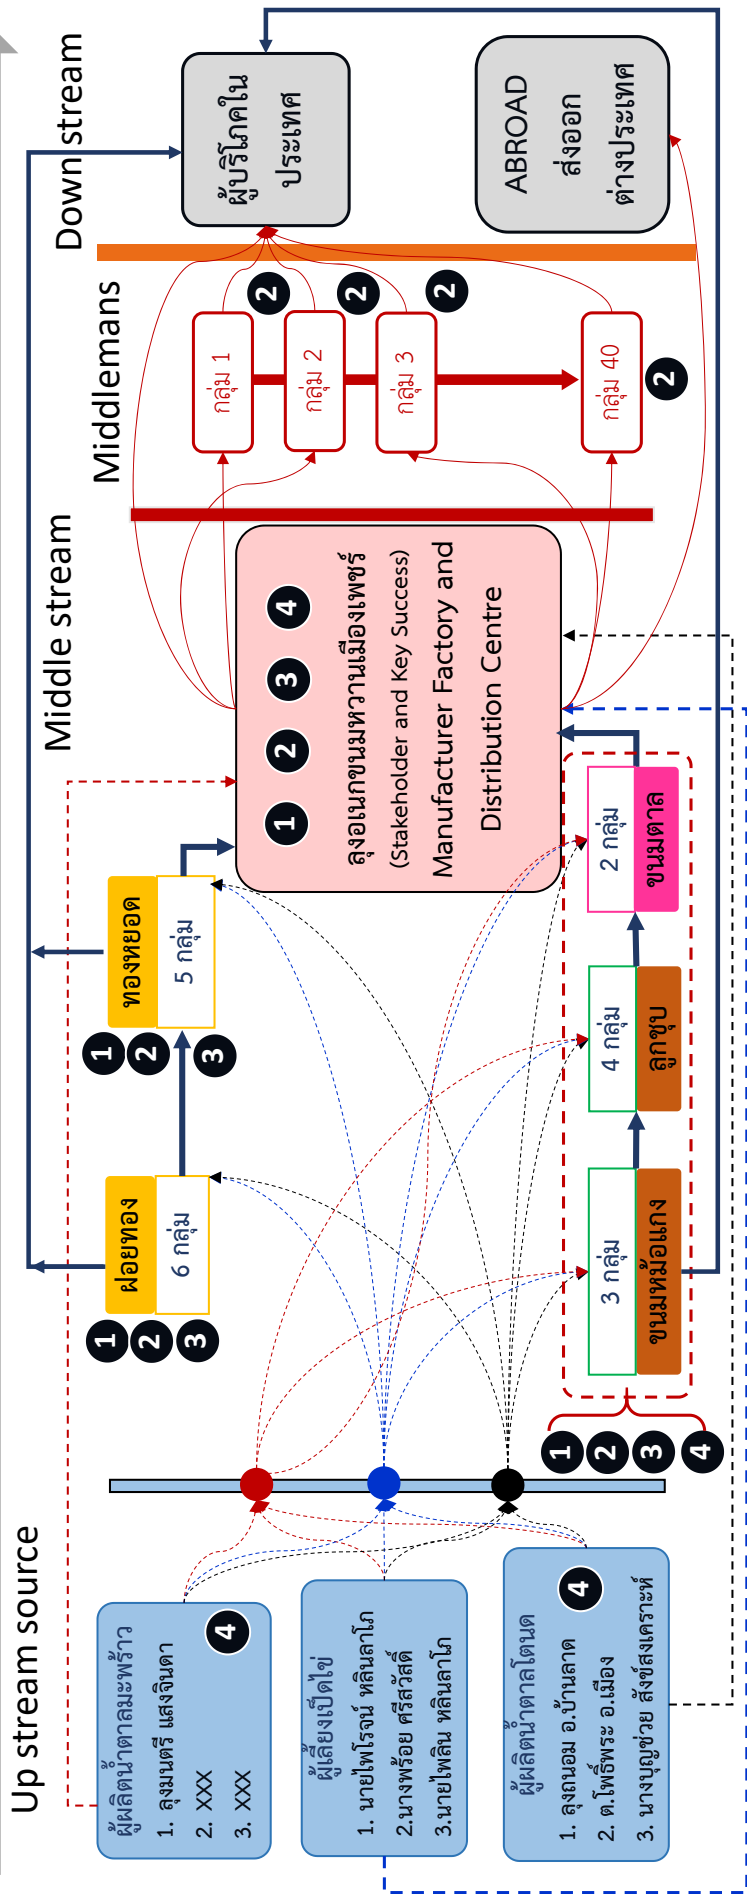 Up stream source
Middle stream
Middlemans
Down stream
ผู้ผลิตน้ำตาลมะพร้าว
1. ลุงมนตรี แสงจินดา
2. XXX
3. XXX
4
ผู้เลี้ยงเป็ดไข่
1. นายไพโรจน์ หลินลาโภ
2.นางพร้อย ศรีสวัสดิ์
3.นายไพลิน หลินลาโภ
ผู้ผลิตน้ำตาลโตนด
1. ลุงถนอม อ.บ้านลาด
2. ต.โพธิ์พระ อ.เมือง
3. นางบุญช่วย สังข์สงเคราะห์
4
1
2
3
ฝอยทอง
6 กลุ่ม
1
2
3
ทองหยอด
5 กลุ่ม
1
2
3
4
3 กลุ่ม
ขนมหม้อแกง
4 กลุ่ม
ลูกชุบ
2 กลุ่ม
ขนมตาล
1 2 3 4
ลุงอเนกขนมหวานเมืองเพชร์
(Stakeholder and Key Success)
Manufacturer Factory and
Distribution Centre
กลุ่ม 1
2
กลุ่ม 2
2
กลุ่ม 3
2
กลุ่ม 40
2
ผู้บริโภคใน
ประเทศ
ABROAD
ส่งออก
ต่างประเทศ